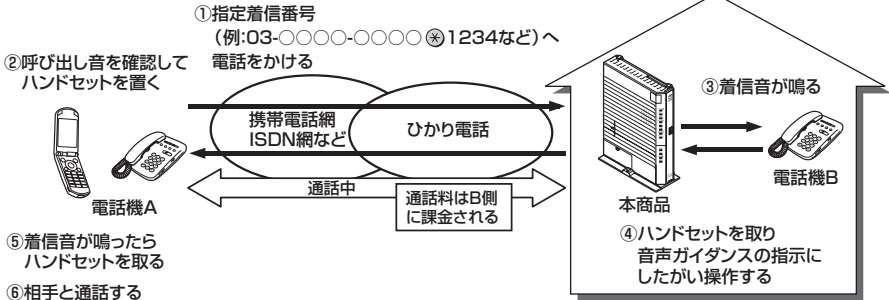 ①指定着信番号
(例:03-○○○○-○○○○＊1234など)へ
電話をかける
②呼び出し音を確認して
ハンドセットを置く
携帯電話網
ISDN網など
ひかり電話
③着信音が鳴る
通話中
通話料はB側
に課金される
電話機A
本商品
電話機B
④ハンドセットを取り
音声ガイダンスの指示に
したがい操作する
⑤着信音が鳴ったら
ハンドセットを取る
⑥相手と通話する